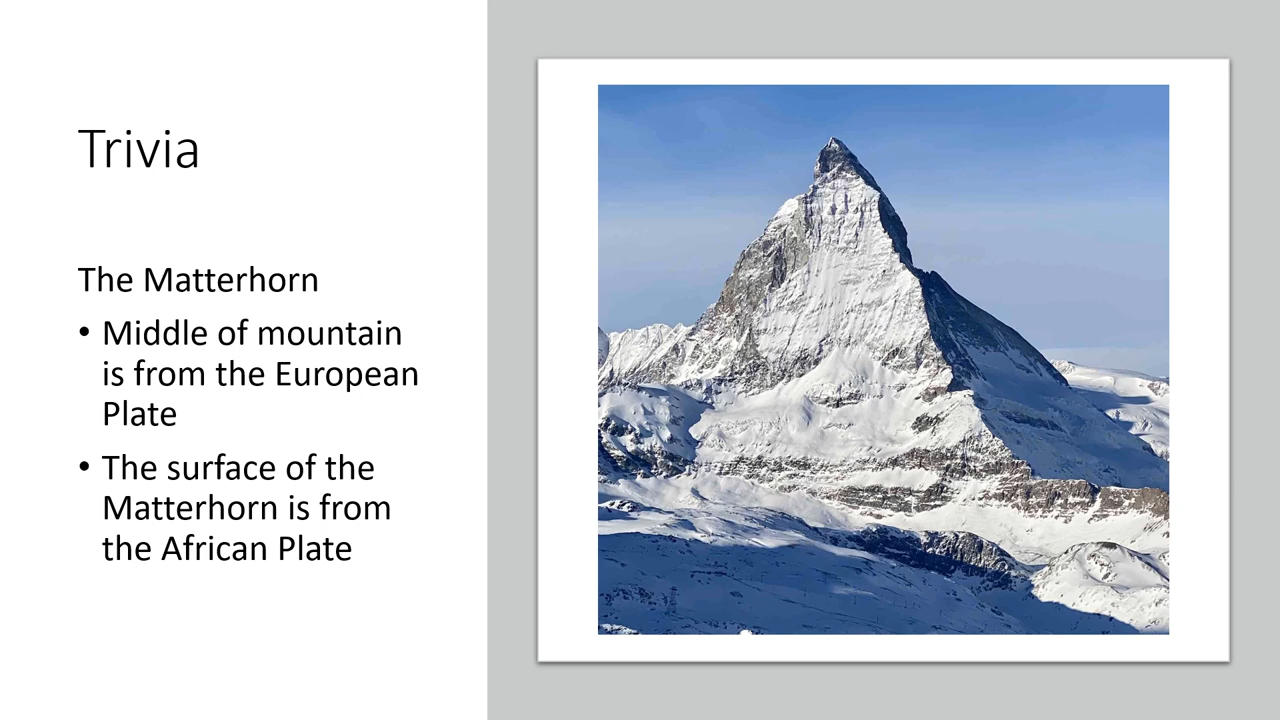 Trivia
The Matterhorn
• Middle of mountain
is from the European
Plate
• The surface of the
Matterhorn is from
the African Plate